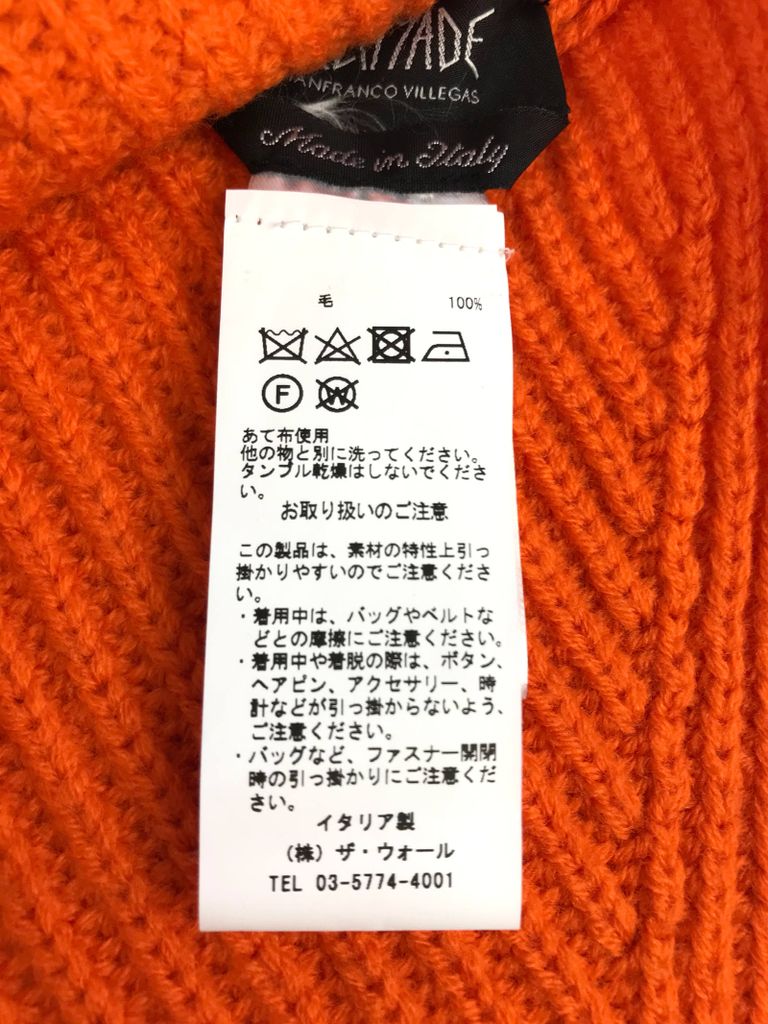 VILLEGAS
Made in Italy
毛 100%
F
W
あて布使用
他の物と別に洗ってください。
タンブル乾燥はしないでくださ
い。
お取り扱いのご注意
この製品は、素材の特性上引っ
掛かりやすいのでご注意くださ
い。
・着用中は、バッグやベルトな
どとの摩擦にご注意ください。
・着用中や着脱の際は、ボタン、
ヘアピン、アクセサリー、時
計などが引っ掛からないよう、
ご注意ください。
・バッグなど、ファスナー開閉
時の引っ掛かりにご注意くだ
さい。
イタリア製
（株）ザ・ウォール
TEL 03-5774-4001